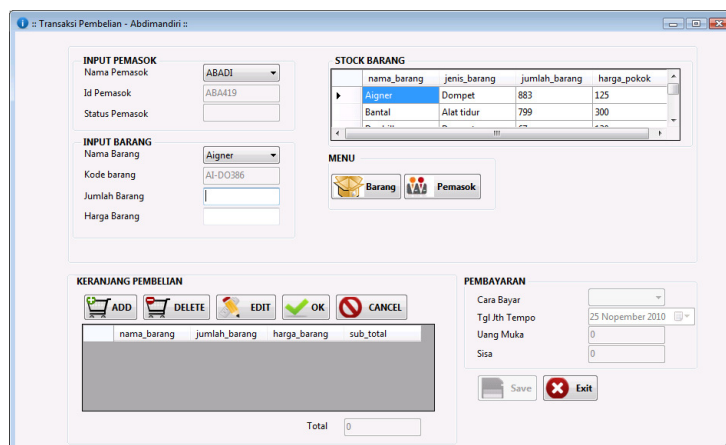 :: Transaksi Pembelian - Abdimandiri ::
INPUT PEMASOK
Nama Pemasok ABADI
Id Pemasok ABA419
Status Pemasok
INPUT BARANG
Nama Barang Aigner
Kode barang AI-DO386
Jumlah Barang
Harga Barang
STOCK BARANG
nama_barang jenis_barang jumlah_barang harga_pokok
Aigner Dompet 883 125
Bantal Alat tidur 799 300
MENU
Barang Pemasok
KERANJANG PEMBELIAN
ADD DELETE EDIT OK CANCEL
nama_barang jumlah_barang harga_barang sub_total
Total 0
PEMBAYARAN
Cara Bayar
Tgl Jth Tempo 25 Nopember 2010
Uang Muka 0
Sisa 0
Save Exit